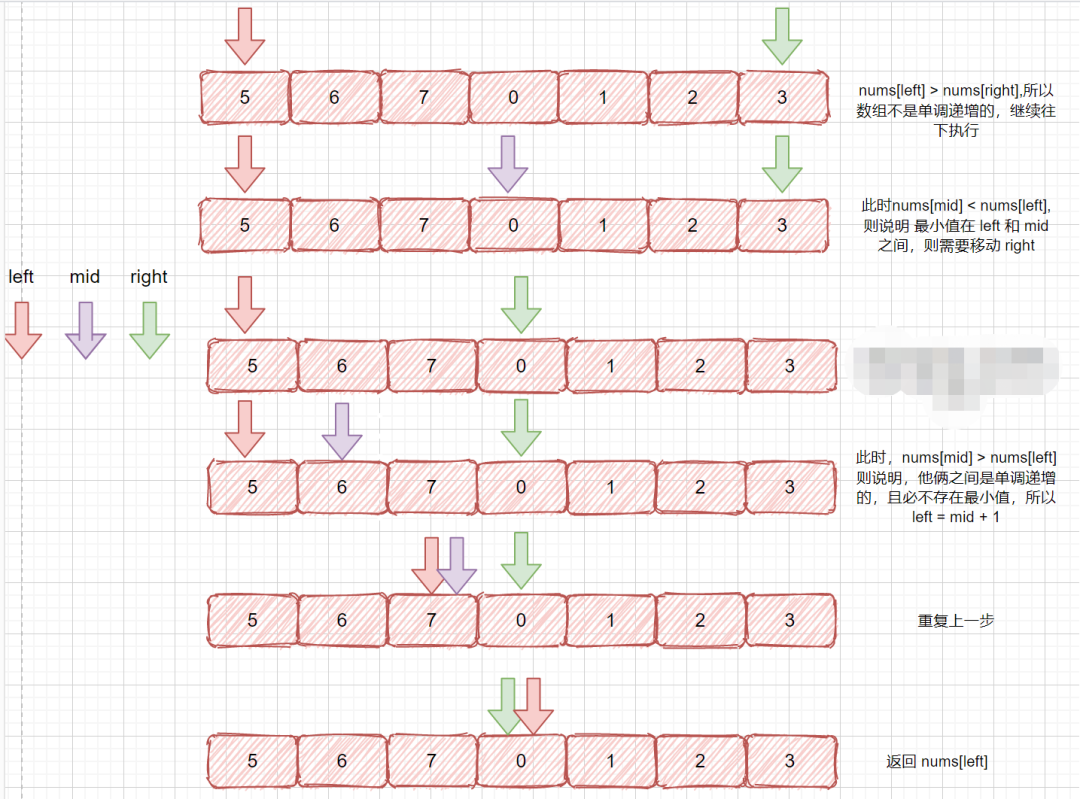 5 6 7 0 1 2 3
nums[left] > nums[right],所以
数组不是单调递增的，继续往
下执行
5 6 7 0 1 2 3
此时nums[mid] < nums[left],
则说明 最小值在 left 和 mid
之间，则需要移动 right
left mid right
5 6 7 0 1 2 3
5 6 7 0 1 2 3
此时，nums[mid] > nums[left]
则说明，他俩之间是单调递增
的，且必不存在最小值，所以
left = mid + 1
5 6 7 0 1 2 3
重复上一步
5 6 7 0 1 2 3
返回 nums[left]